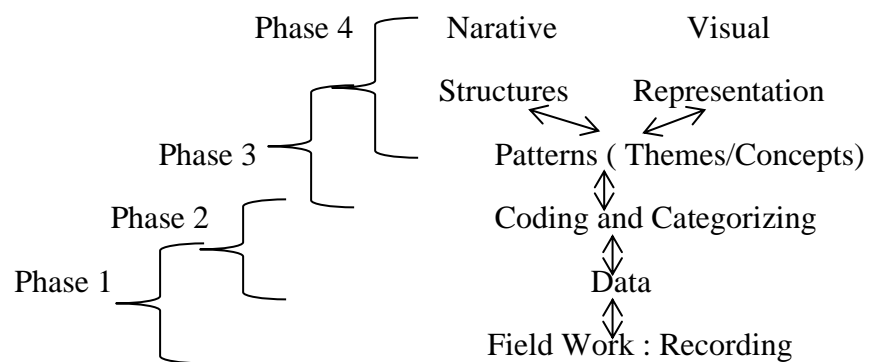 Phase 4 Narative Visual
Structures Representation
Phase 3 Patterns ( Themes/Concepts)
Phase 2 Coding and Categorizing
Phase 1 Data
Field Work : Recording